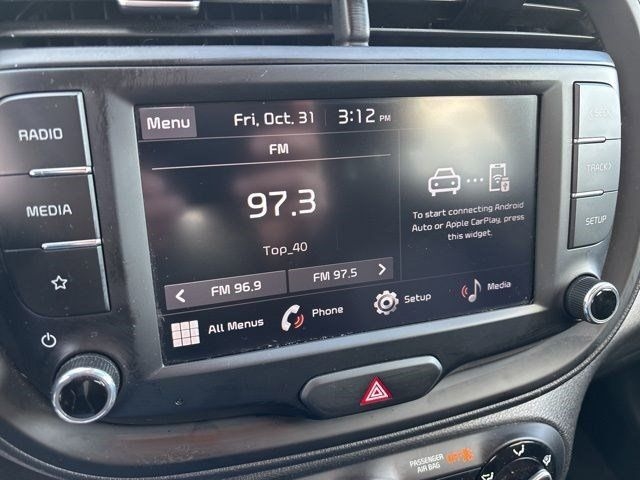 RADIO
MEDIA
Menu
Fri, Oct. 31 3:12 PM
FM
97.3
Top_40
< FM 96.9
FM 97.5 >
To start connecting Android
Auto or Apple CarPlay, press
this widget.
All Menus
Phone
Setup
Media
< SEEK
TRACK >
SETUP
PASSENGER
AIR BAG